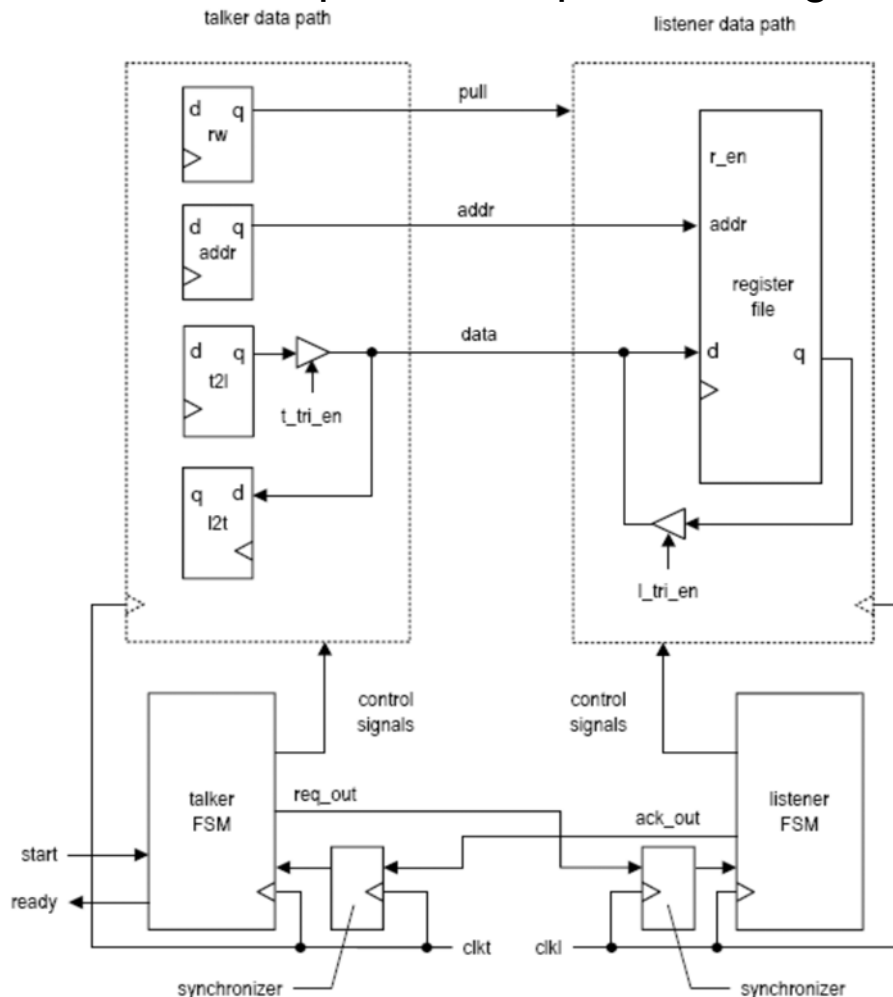 talker data path
listener data path
d q
rw
pull
r_en
d q
addr
addr
addr
register
file
d q
t2l
data
d q
t_tri_en
q d
l2t
l_tri_en
control
signals
control
signals
talker
FSM
req_out
ack_out
listener
FSM
start
ready
clkt
clkl
synchronizer
synchronizer